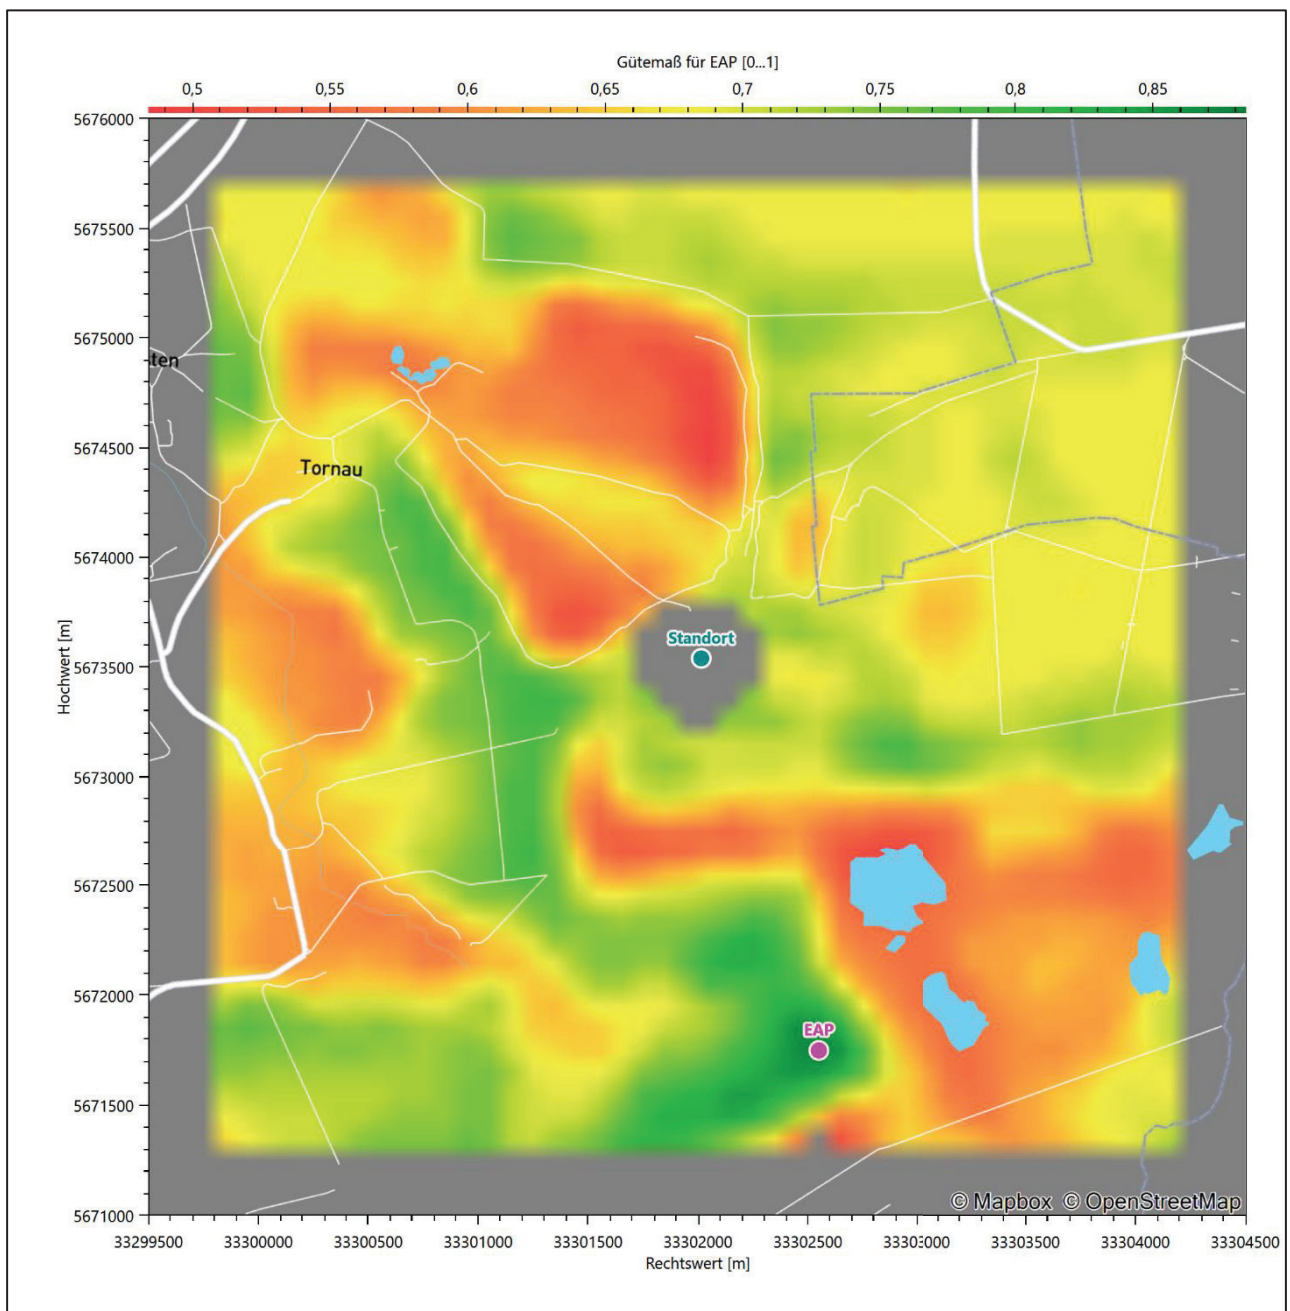 Gütemaß für EAP [0...1]
0,5 0,55 0,6 0,65 0,7 0,75 0,8 0,85
5676000
5675500
5675000
ten
5674500
Tornau
5674000
Standort
5673500
Hochwert [m]
5673000
5672500
5672000
EAP
5671500
© Mapbox © OpenStreetMap
5671000
33299500 33300000 33300500 33301000 33301500 33302000 33302500 33303000 33303500 33304000 33304500
Rechtswert [m]